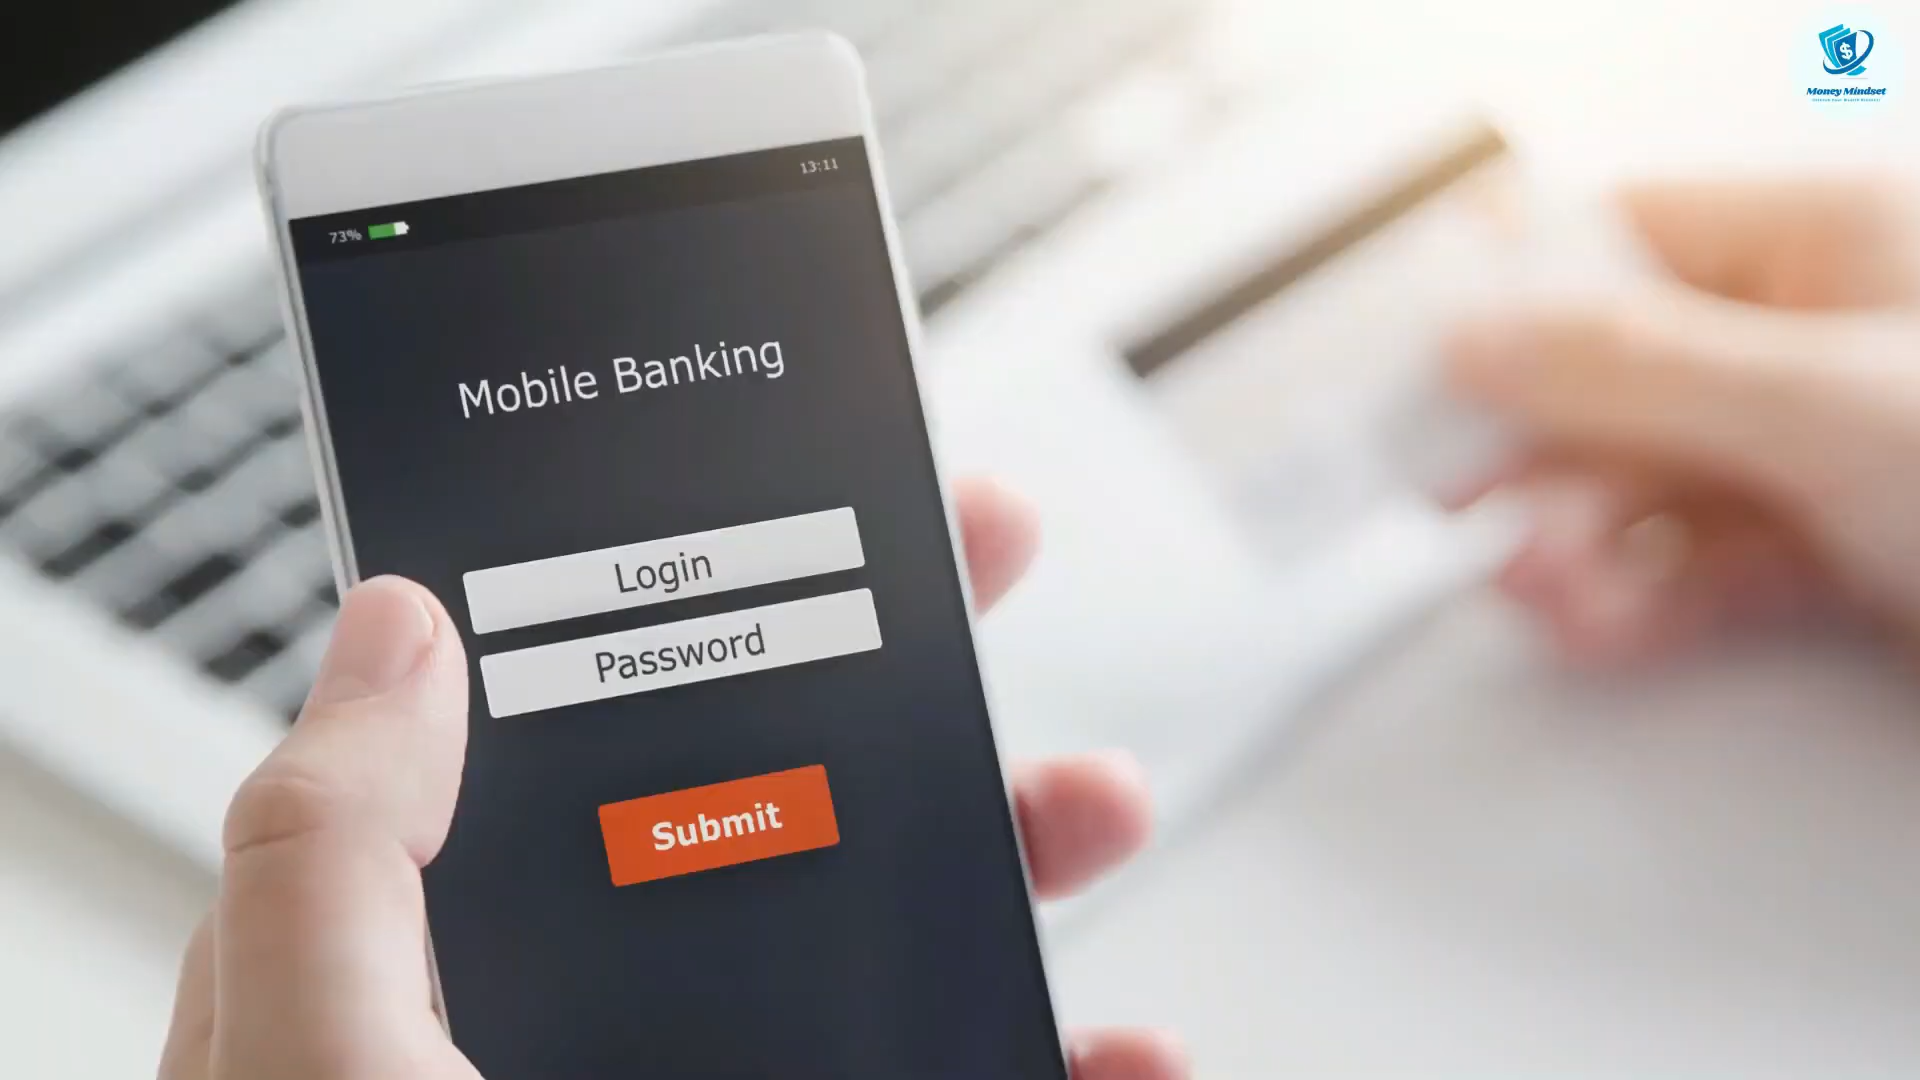 Money Mindset
13:11
73%
Mobile Banking
Login
Password
Submit